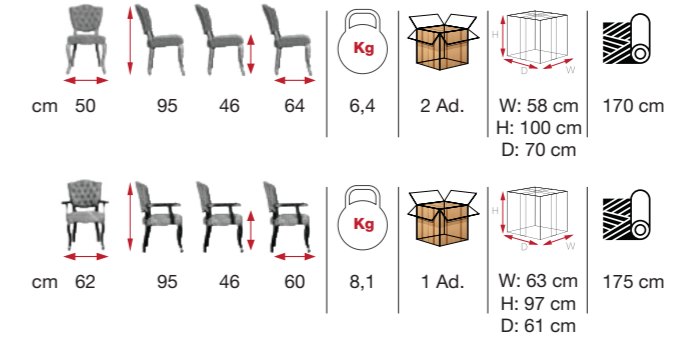 Kg
H
D
W
cm 50 95 46 64 6,4 2 Ad. W: 58 cm 170 cm
H: 100 cm
D: 70 cm
Kg
H
D
W
cm 62 95 46 60 8,1 1 Ad. W: 63 cm 175 cm
H: 97 cm
D: 61 cm